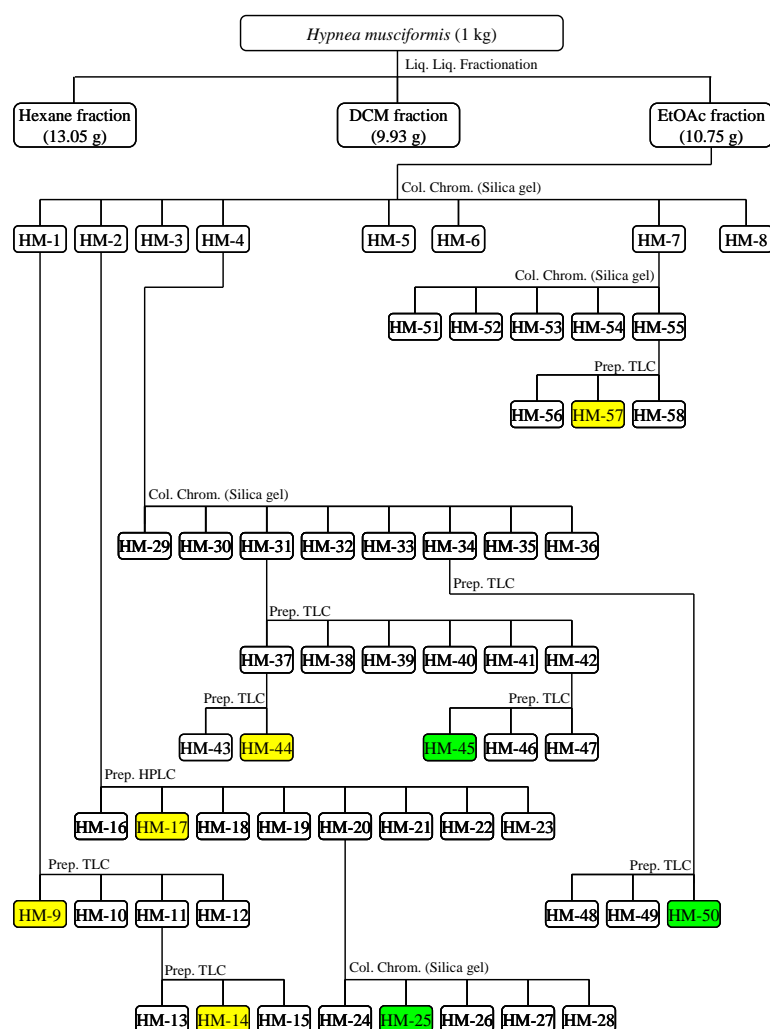 Hypnea musciformis (1 kg)
Liq. Liq. Fractionation
Hexane fraction
(13.05 g)
DCM fraction
(9.93 g)
EtOAc fraction
(10.75 g)
Col. Chrom. (Silica gel)
HM-1 HM-2 HM-3 HM-4 HM-5 HM-6 HM-7 HM-8
Col. Chrom. (Silica gel)
HM-51 HM-52 HM-53 HM-54 HM-55
Prep. TLC
HM-56 HM-57 HM-58
Col. Chrom. (Silica gel)
HM-29 HM-30 HM-31 HM-32 HM-33 HM-34 HM-35 HM-36
Prep. TLC
Prep. TLC
HM-37 HM-38 HM-39 HM-40 HM-41 HM-42
Prep. TLC Prep. TLC
HM-43 HM-44 HM-45 HM-46 HM-47
Prep. HPLC
HM-16 HM-17 HM-18 HM-19 HM-20 HM-21 HM-22 HM-23
Prep. TLC Prep. TLC
HM-9 HM-10 HM-11 HM-12 HM-48 HM-49 HM-50
Prep. TLC Col. Chrom. (Silica gel)
HM-13 HM-14 HM-15 HM-24 HM-25 HM-26 HM-27 HM-28